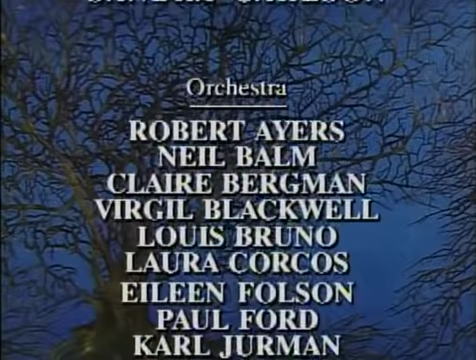 Orchestra
ROBERT AYERS
NEIL BALM
CLAIRE BERGMAN
VIRGIL BLACKWELL
LOUIS BRUNO
LAURA CORCOS
EILEEN FOLSON
PAUL FORD
KARL JURMAN